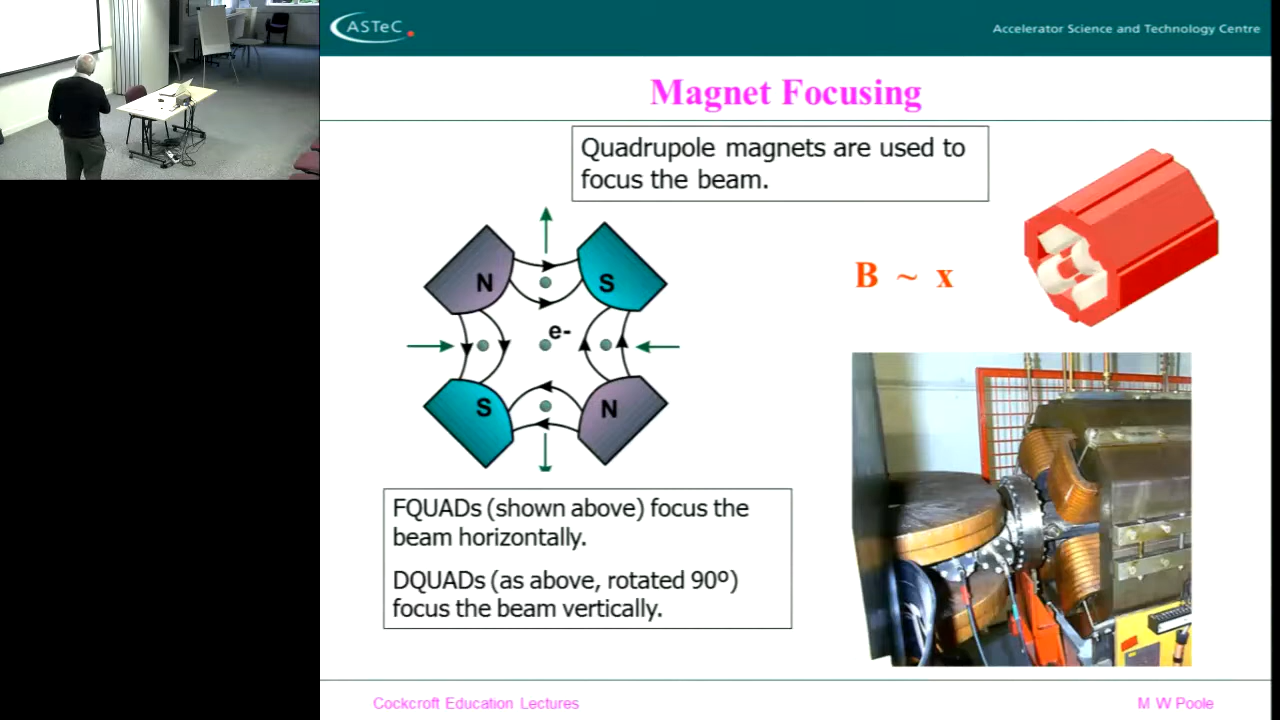 ASTeC
Accelerator Science and Technology Centre
Magnet Focusing
Quadrupole magnets are used to
focus the beam.
N
S
B ~ x
e-
S
N
FQUADs (shown above) focus the
beam horizontally.
DQUADs (as above, rotated 90º)
focus the beam vertically.
Cockcroft Education Lectures
M W Poole